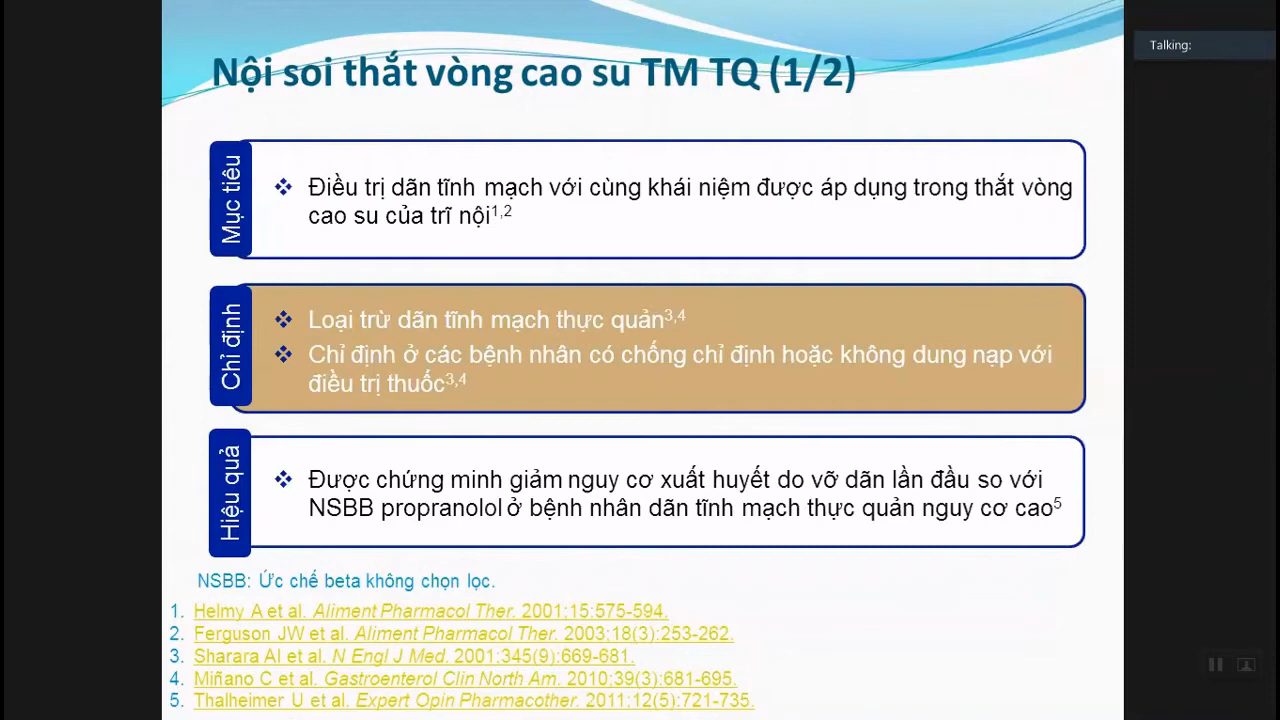 Nội soi thắt vòng cao su TM TQ (1/2)
Talking:
Mục tiêu
❖ Điều trị dãn tĩnh mạch với cùng khái niệm được áp dụng trong thắt vòng
cao su của trĩ nội1,2
Chỉ định
❖ Loại trừ dãn tĩnh mạch thực quản3,4
❖ Chỉ định ở các bệnh nhân có chống chỉ định hoặc không dung nạp với
điều trị thuốc3,4
Hiệu quả
❖ Được chứng minh giảm nguy cơ xuất huyết do vỡ dãn lần đầu so với
NSBB propranolol ở bệnh nhân dãn tĩnh mạch thực quản nguy cơ cao5
NSBB: Ức chế beta không chọn lọc.
1. Helmy A et al. Aliment Pharmacol Ther. 2001;15:575-594.
2. Ferguson JW et al. Aliment Pharmacol Ther. 2003;18(3):253-262.
3. Sharara AI et al. N Engl J Med. 2001;345(9):669-681.
4. Miñano C et al. Gastroenterol Clin North Am. 2010;39(3):681-695.
5. Thalheimer U et al. Expert Opin Pharmacother. 2011;12(5):721-735.